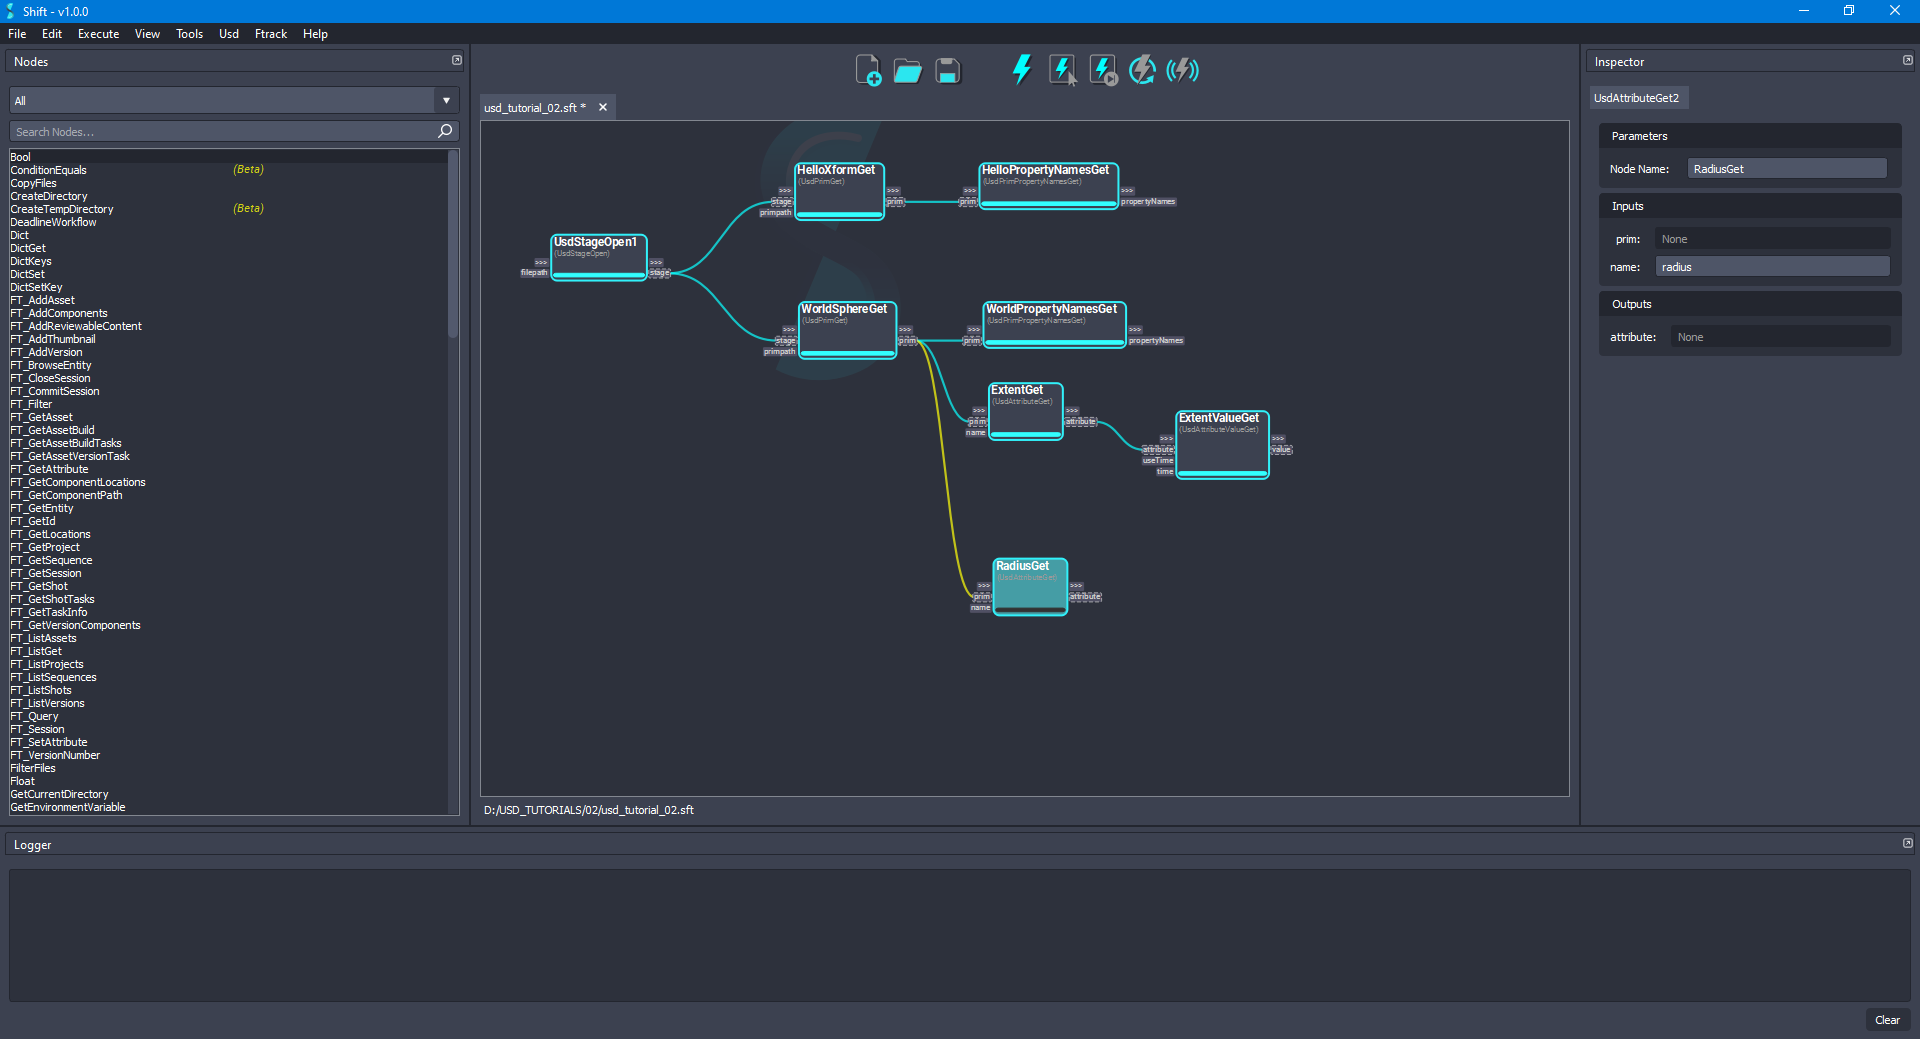 Shift - v1.0.0
File Edit Execute View Tools Usd Ftrack Help
Nodes
All
Search Nodes...
Bool
ConditionEquals (Beta)
CopyFiles
CreateDirectory
CreateTempDirectory (Beta)
DeadlineWorkflow
Dict
DictGet
DictKeys
DictSet
DictSetKey
FT_AddAsset
FT_AddComponents
FT_AddReviewableContent
FT_AddThumbnail
FT_AddVersion
FT_BrowseEntity
FT_CloseSession
FT_CommitSession
FT_Filter
FT_GetAsset
FT_GetAssetBuild
FT_GetAssetBuildTasks
FT_GetAssetVersionTask
FT_GetAttribute
FT_GetComponentLocations
FT_GetComponentPath
FT_GetEntity
FT_GetId
FT_GetLocations
FT_GetProject
FT_GetSequence
FT_GetSession
FT_GetShot
FT_GetShotTasks
FT_GetTaskInfo
FT_GetVersionComponents
FT_ListAssets
FT_ListGet
FT_ListProjects
FT_ListSequences
FT_ListShots
FT_ListVersions
FT_Query
FT_Session
FT_SetAttribute
FT_VersionNumber
FilterFiles
Float
GetCurrentDirectory
GetEnvironmentVariable
usd_tutorial_02.sft *
HelloXformGet
(UsdPrimGet)
>>> >>>
stage prim
primpath
HelloPropertyNamesGet
(UsdPrimPropertyNamesGet)
>>> >>>
prim propertyNames
UsdStageOpen1
(UsdStageOpen)
>>> >>>
filepath stage
WorldSphereGet
(UsdPrimGet)
>>> >>>
stage prim
primpath
WorldPropertyNamesGet
(UsdPrimPropertyNamesGet)
>>> >>>
prim propertyNames
ExtentGet
(UsdAttributeGet)
>>> >>>
prim attribute
name
ExtentValueGet
(UsdAttributeValueGet)
>>> >>>
attribute value
useTime
time
RadiusGet
(UsdAttributeGet)
>>> >>>
prim attribute
name
D:/USD_TUTORIALS/02/usd_tutorial_02.sft
Inspector
UsdAttributeGet2
Parameters
Node Name: RadiusGet
Inputs
prim: None
name: radius
Outputs
attribute: None
Logger
Clear